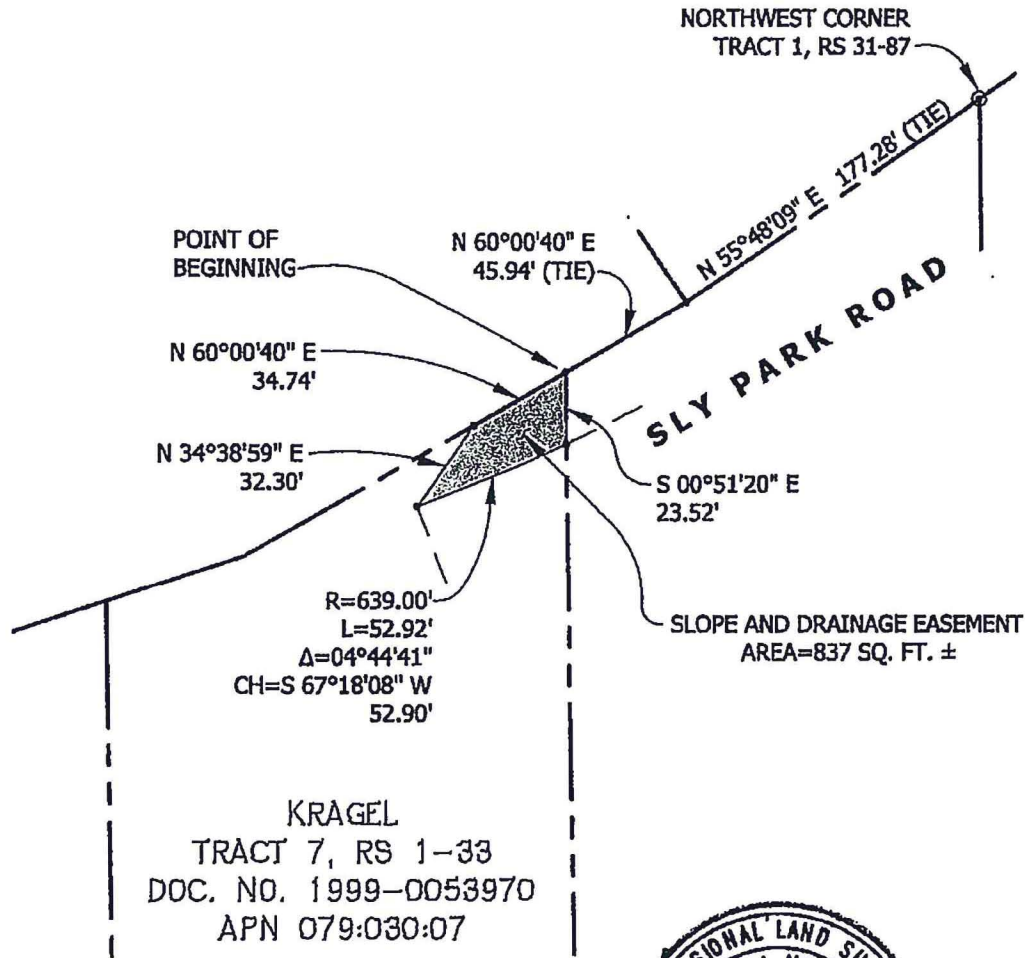 NORTHWEST CORNER
TRACT 1, RS 31-87
N 55°48'09" E 177.28' (TIE)
POINT OF
BEGINNING
N 60°00'40" E
45.94' (TIE)
SLY PARK ROAD
N 60°00'40" E
34.74'
N 34°38'59" E
32.30'
S 00°51'20" E
23.52'
R=639.00'
L=52.92'
Δ=04°44'41"
CH=S 67°18'08" W
52.90'
SLOPE AND DRAINAGE EASEMENT
AREA=837 SQ. FT. ±
KRAGEL
TRACT 7, RS 1-33
DOC. NO. 1999-0053970
APN 079:030:07
LAND